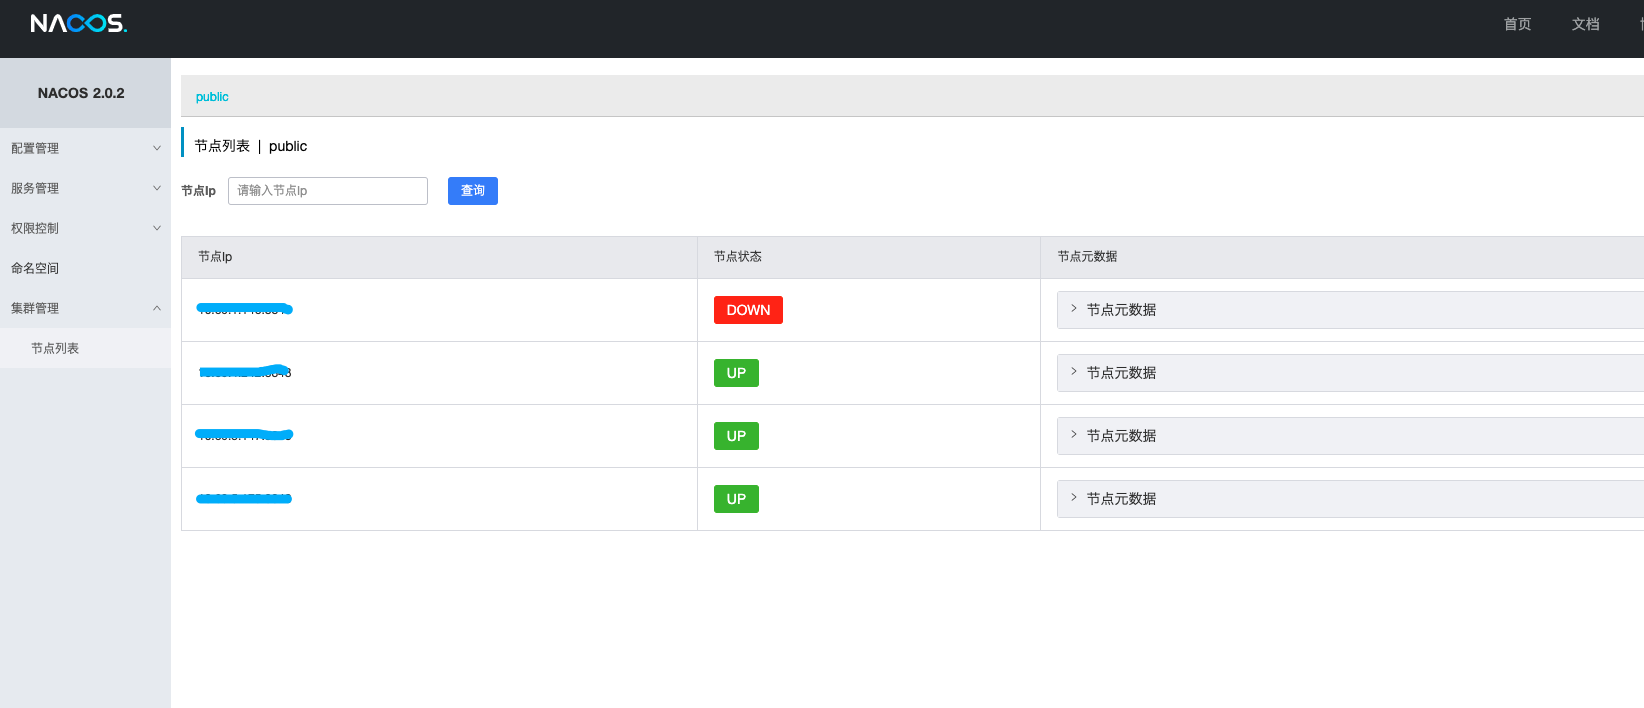 NACOS.
首页 文档
NACOS 2.0.2
public
配置管理
节点列表 | public
服务管理
节点Ip 请输入节点Ip 查询
权限控制
节点Ip 节点状态 节点元数据
命名空间
集群管理
DOWN 节点元数据
节点列表
UP 节点元数据
UP 节点元数据
UP 节点元数据